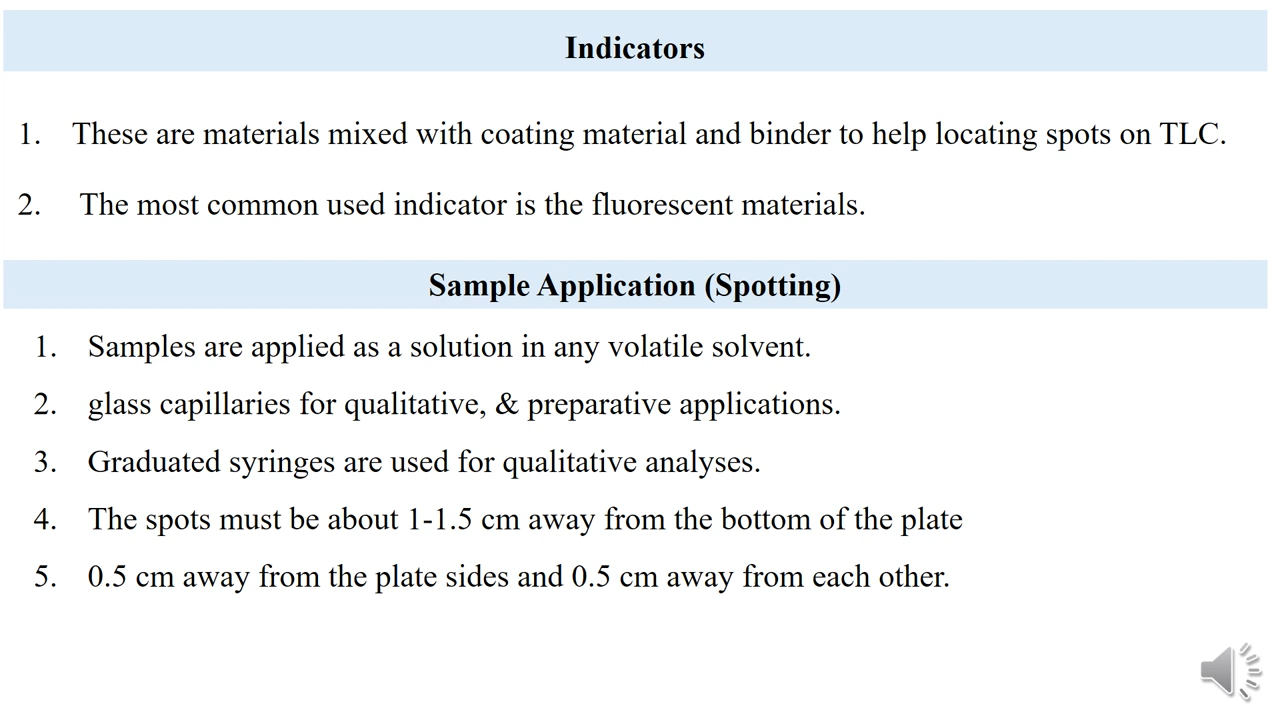 Indicators
1. These are materials mixed with coating material and binder to help locating spots on TLC.
2. The most common used indicator is the fluorescent materials.
Sample Application (Spotting)
1. Samples are applied as a solution in any volatile solvent.
2. glass capillaries for qualitative, & preparative applications.
3. Graduated syringes are used for qualitative analyses.
4. The spots must be about 1-1.5 cm away from the bottom of the plate
5. 0.5 cm away from the plate sides and 0.5 cm away from each other.